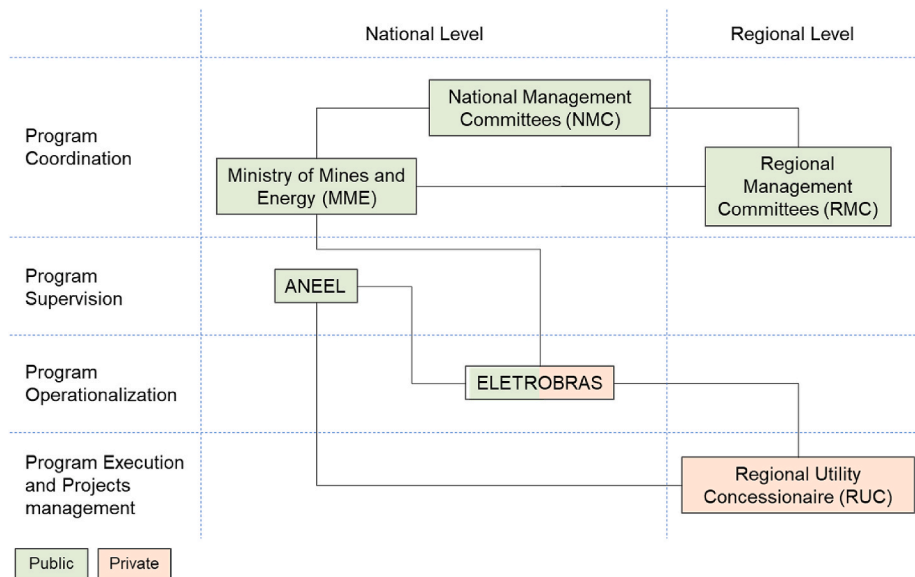 National Level
Regional Level
Program
Coordination
National Management
Committees (NMC)
Ministry of Mines and
Energy (MME)
Regional
Management
Committees (RMC)
Program
Supervision
ANEEL
Program
Operationalization
ELETROBRAS
Program Execution
and Projects
management
Regional Utility
Concessionaire (RUC)
Public
Private